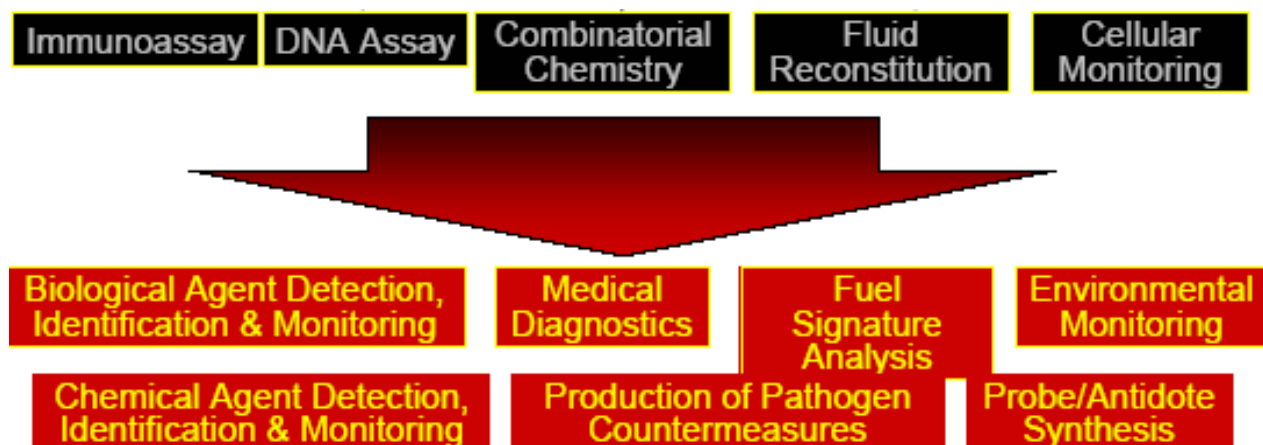 Immunoassay
DNA Assay
Combinatorial
Chemistry
Fluid
Reconstitution
Cellular
Monitoring
Biological Agent Detection,
Identification & Monitoring
Medical
Diagnostics
Fuel
Signature
Analysis
Environmental
Monitoring
Chemical Agent Detection,
Identification & Monitoring
Production of Pathogen
Countermeasures
Probe/Antidote
Synthesis